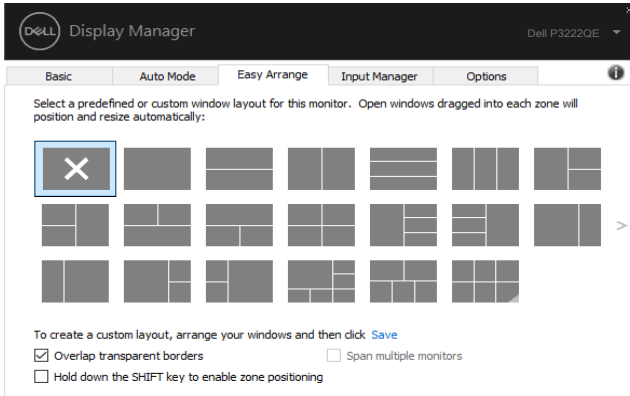 DELL Display Manager
Dell P3222QE
Basic Auto Mode Easy Arrange Input Manager Options
Select a predefined or custom window layout for this monitor. Open windows dragged into each zone will
position and resize automatically:
To create a custom layout, arrange your windows and then click Save
Overlap transparent borders Span multiple monitors
Hold down the SHIFT key to enable zone positioning